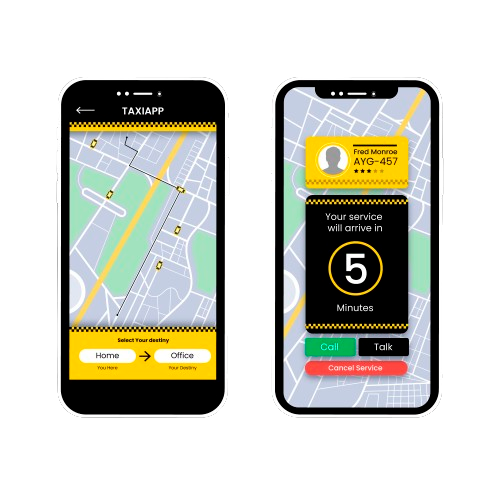 TAXIAPP
Select Your destiny
Home
Office
You Here
Your Destiny
Fred Monroe
AYG-457
Your service
will arrive in
5
Minutes
Call
Talk
Cancel Service